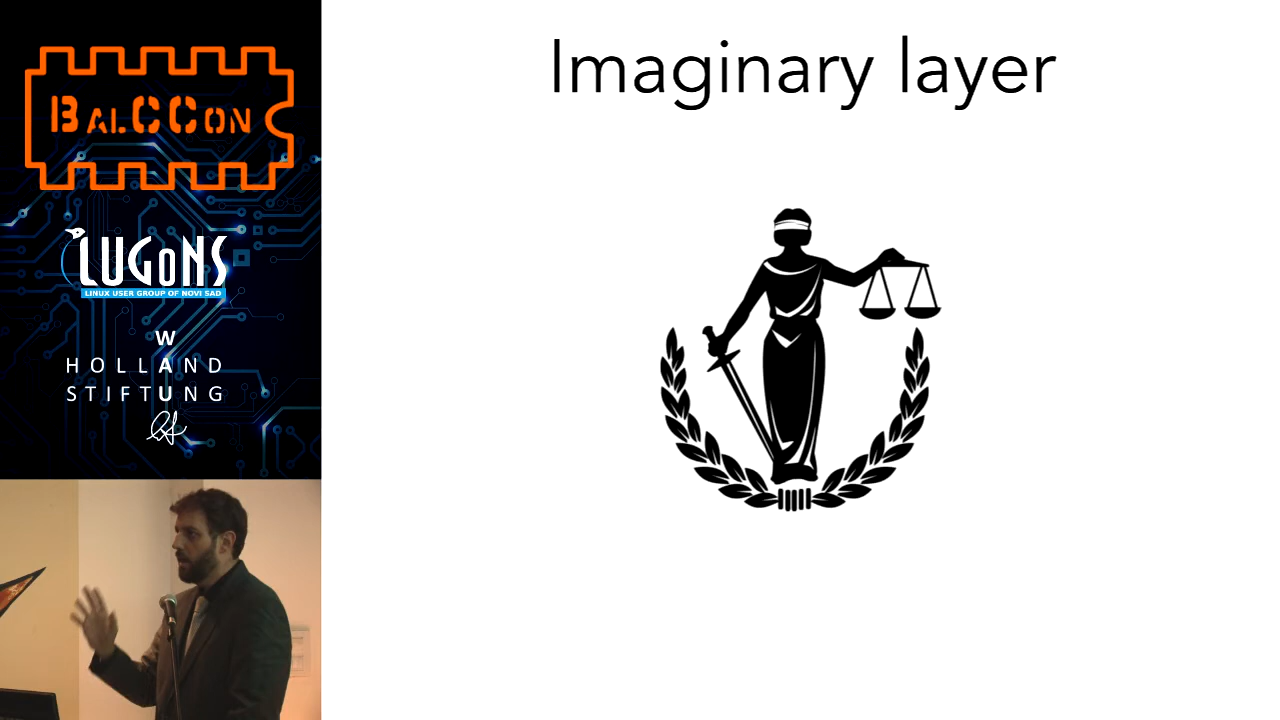 BALCCON
LUGoNS
LINUX USER GROUP OF NOVI SAD
W
HOLLAND
STIFTUNG
Imaginary layer